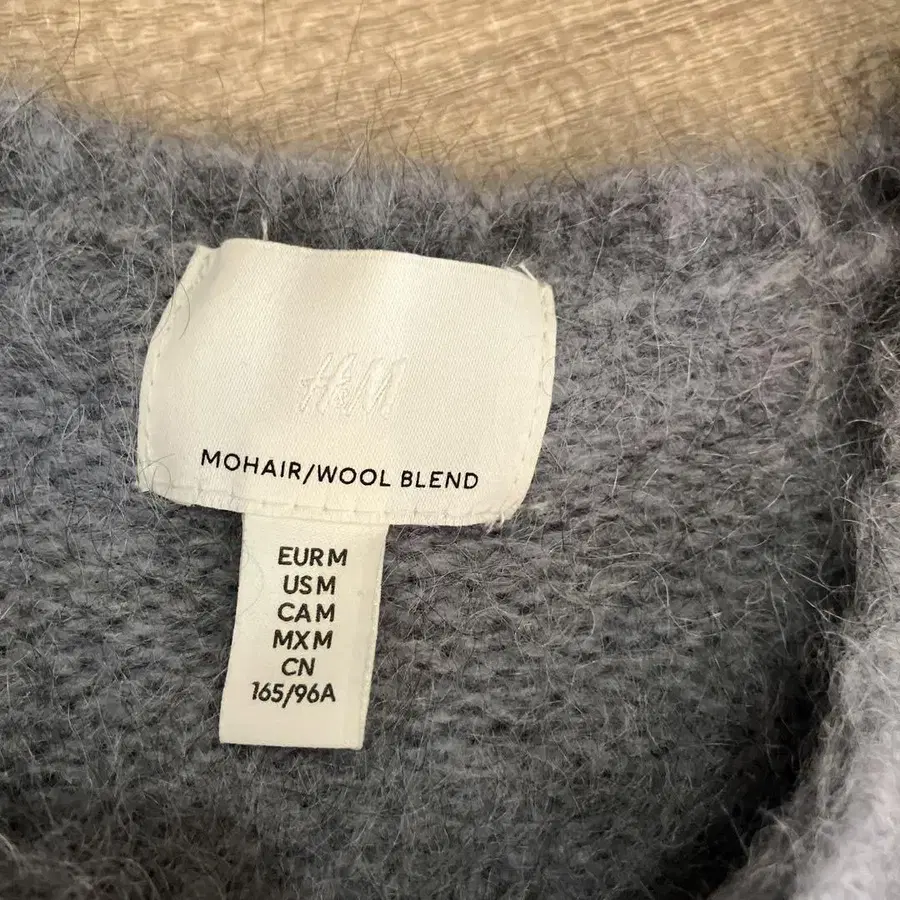 H&M
MOHAIR/WOOL BLEND
EUR M
US M
CA M
MX M
CN
165/96A